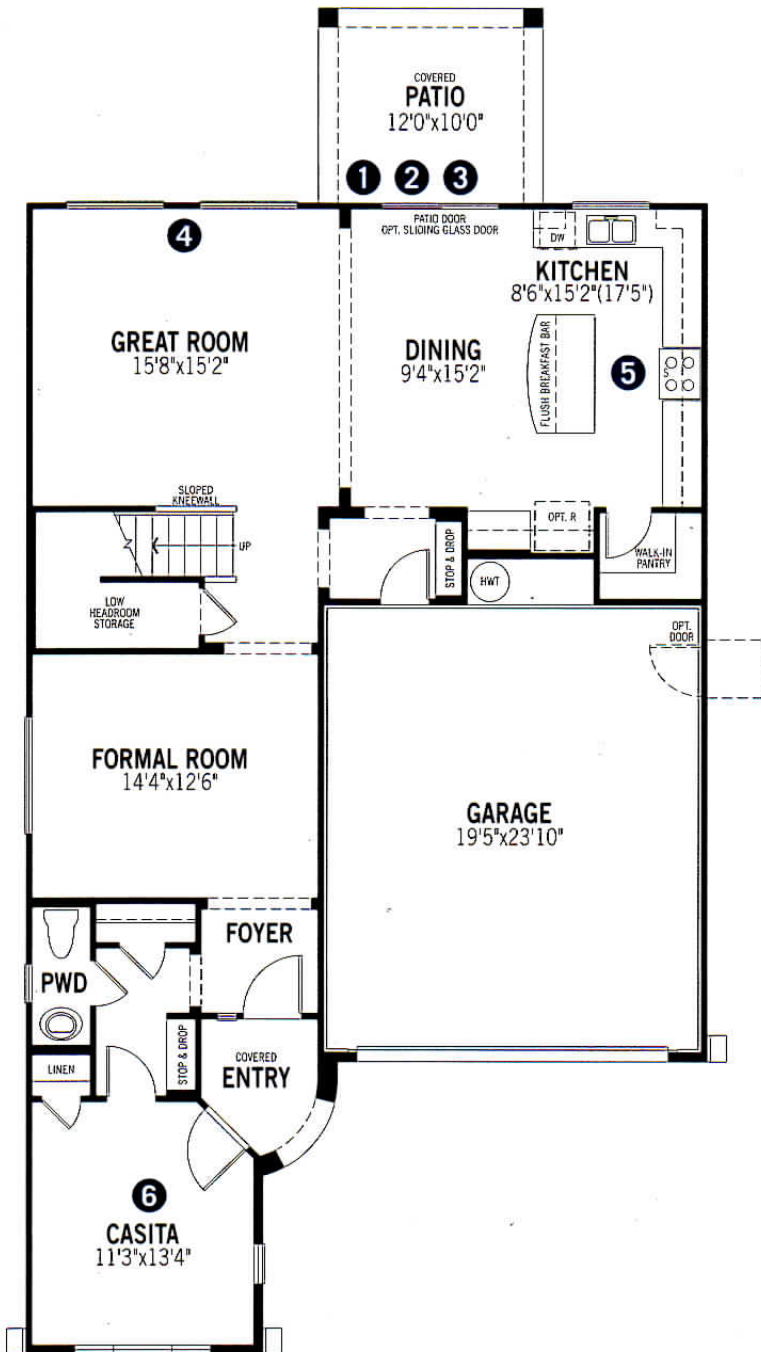 COVERED
PATIO
12'0"x10'0"
1 2 3
PATIO DOOR
OPT. SLIDING GLASS DOOR
DW
4
KITCHEN
8'6"x15'2"(17'5")
GREAT ROOM
15'8"x15'2"
DINING
9'4"x15'2"
FLUSH BREAKFAST BAR
5
S
SLOPED
KNEEWALL
UP
OPT. R
STOP & DROP
WALK-IN
PANTRY
HWT
LOW
HEADROOM
STORAGE
OPT.
DOOR
FORMAL ROOM
14'4"x12'6"
GARAGE
19'5"x23'10"
FOYER
PWD
STOP & DROP
LINEN
COVERED
ENTRY
6
CASITA
11'3"x13'4"